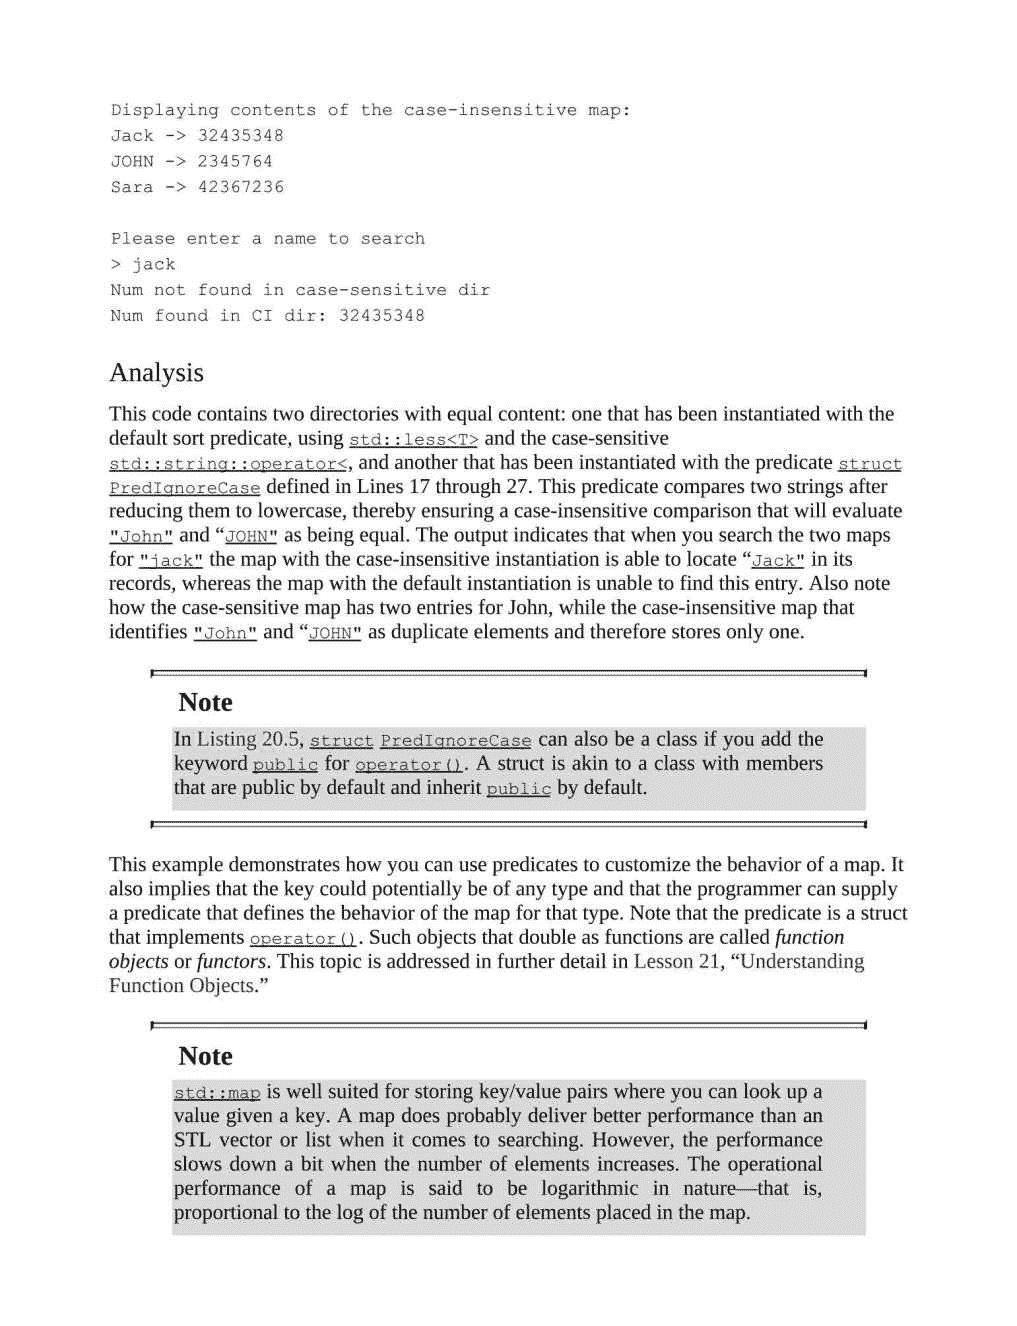 Displaying contents of the case-insensitive map:
Jack -> 32435348
JOHN -> 2345764
Sara -> 42367236
Please enter a name to search
> jack
Num not found in case-sensitive dir
Num found in CI dir: 32435348
Analysis
This code contains two directories with equal content: one that has been instantiated with the
default sort predicate, using std::less<T> and the case-sensitive
std::string::operator<, and another that has been instantiated with the predicate struct
PredIgnoreCase defined in Lines 17 through 27. This predicate compares two strings after
reducing them to lowercase, thereby ensuring a case-insensitive comparison that will evaluate
"John" and “JOHN" as being equal. The output indicates that when you search the two maps
for "jack" the map with the case-insensitive instantiation is able to locate “Jack" in its
records, whereas the map with the default instantiation is unable to find this entry. Also note
how the case-sensitive map has two entries for John, while the case-insensitive map that
identifies "John" and “JOHN" as duplicate elements and therefore stores only one.
Note
In Listing 20.5, struct PredIgnoreCase can also be a class if you add the
keyword public for operator(). A struct is akin to a class with members
that are public by default and inherit public by default.
This example demonstrates how you can use predicates to customize the behavior of a map. It
also implies that the key could potentially be of any type and that the programmer can supply
a predicate that defines the behavior of the map for that type. Note that the predicate is a struct
that implements operator(). Such objects that double as functions are called function
objects or functors. This topic is addressed in further detail in Lesson 21, “Understanding
Function Objects.”
Note
std::map is well suited for storing key/value pairs where you can look up a
value given a key. A map does probably deliver better performance than an
STL vector or list when it comes to searching. However, the performance
slows down a bit when the number of elements increases. The operational
performance of a map is said to be logarithmic in nature—that is,
proportional to the log of the number of elements placed in the map.